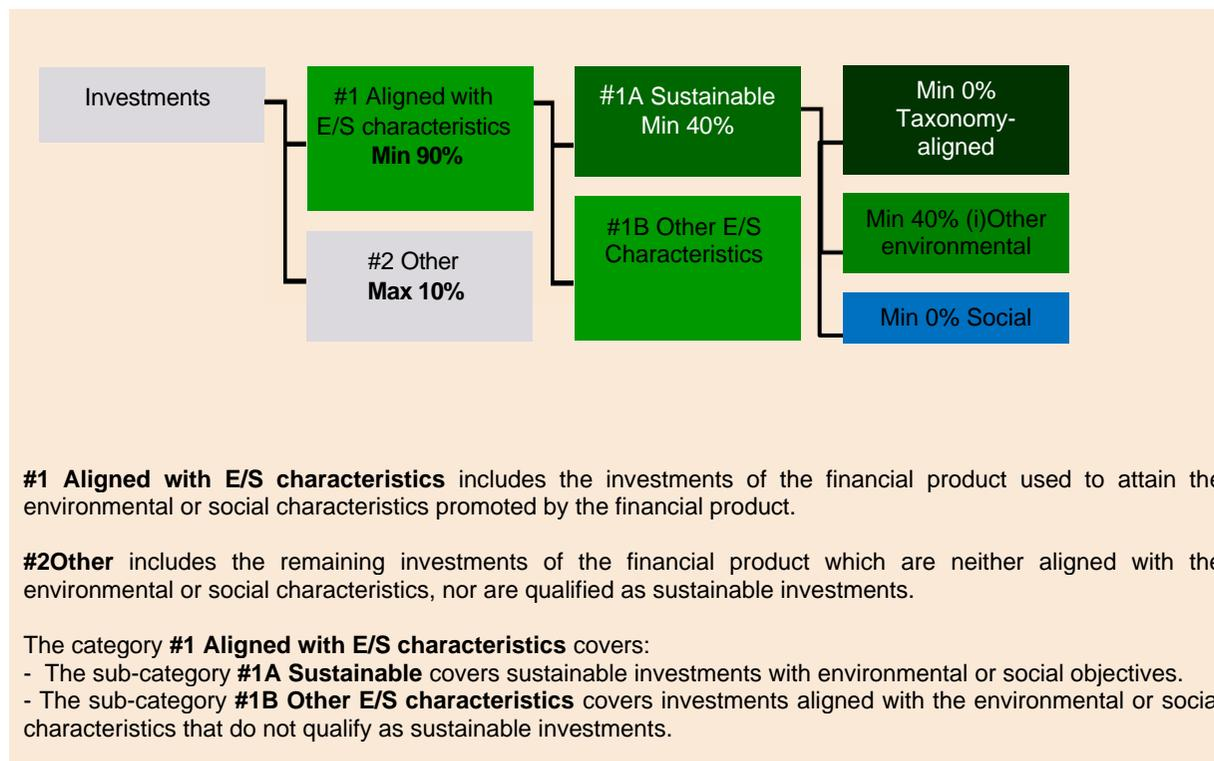 Investments
#1 Aligned with
E/S characteristics
Min 90%
#2 Other
Max 10%
#1A Sustainable
Min 40%
#1B Other E/S
Characteristics
Min 0%
Taxonomy-
aligned
Min 40% (i)Other
environmental
Min 0% Social
#1 Aligned with E/S characteristics includes the investments of the financial product used to attain the
environmental or social characteristics promoted by the financial product.
#2Other includes the remaining investments of the financial product which are neither aligned with the
environmental or social characteristics, nor are qualified as sustainable investments.
The category #1 Aligned with E/S characteristics covers:
- The sub-category #1A Sustainable covers sustainable investments with environmental or social objectives.
- The sub-category #1B Other E/S characteristics covers investments aligned with the environmental or socia
characteristics that do not qualify as sustainable investments.